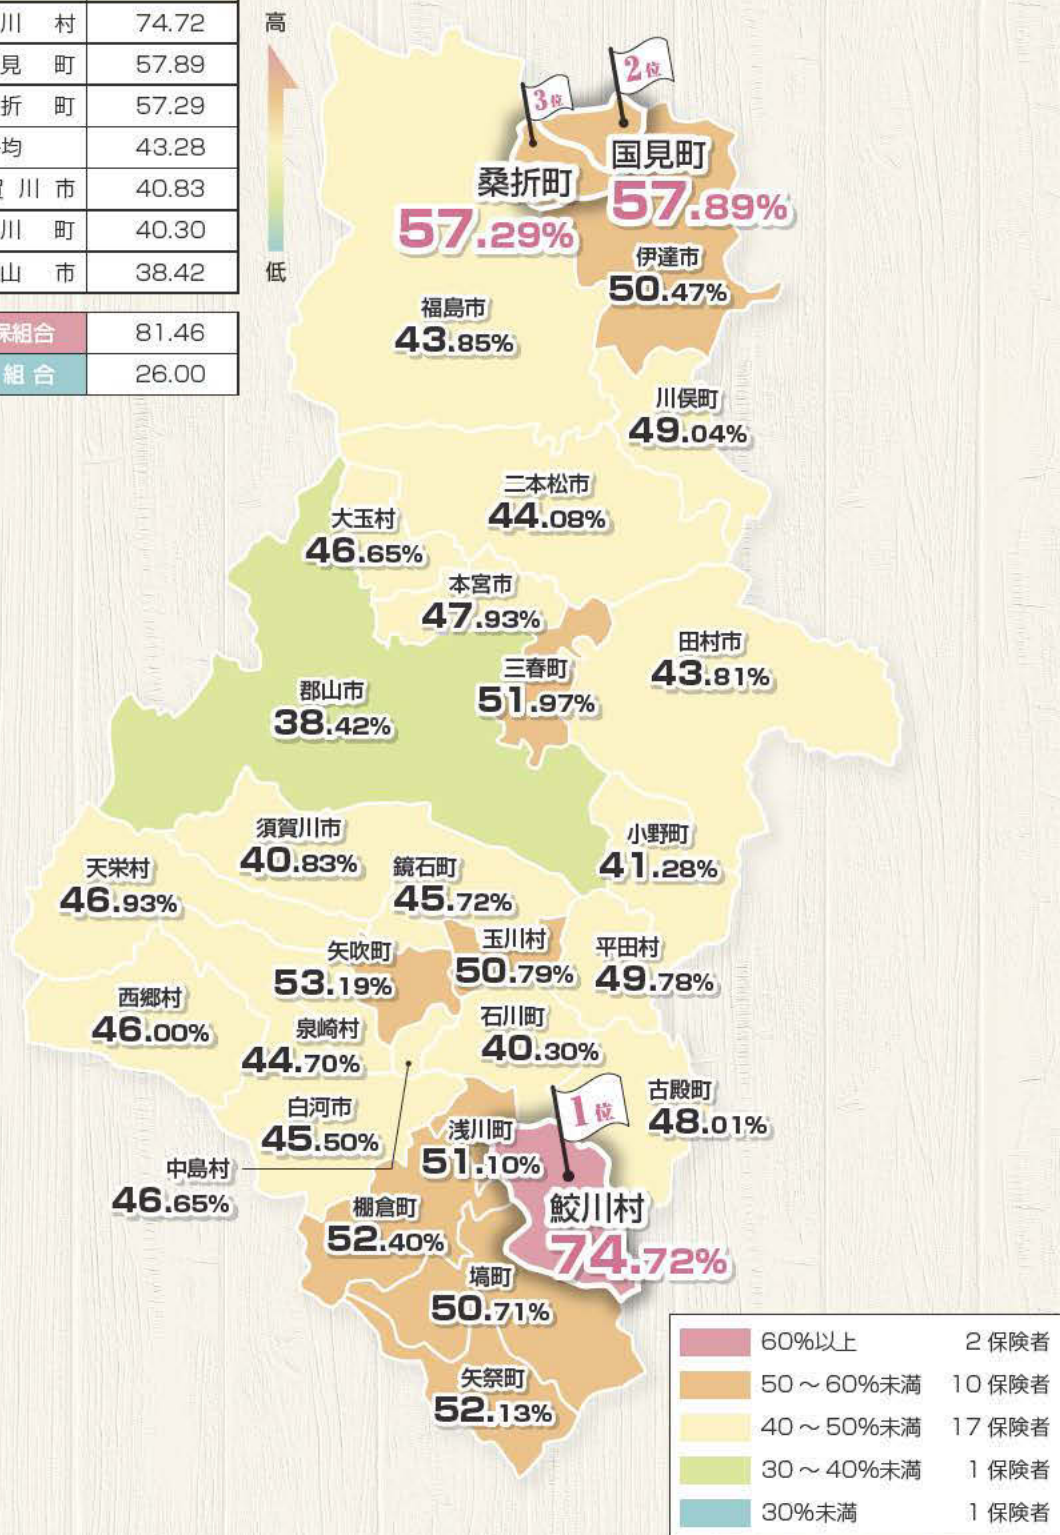 川 村 74.72
見 町 57.89
折 町 57.29
均 43.28
川 市 40.83
川 町 40.30
山 市 38.42
保組合 81.46
組 合 26.00
高
低
2位
3位
国見町
57.89%
桑折町
57.29%
伊達市
50.47%
福島市
43.85%
川俣町
49.04%
二本松市
44.08%
大玉村
46.65%
本宮市
47.93%
田村市
43.81%
三春町
51.97%
郡山市
38.42%
須賀川市
40.83%
小野町
41.28%
鏡石町
45.72%
天栄村
46.93%
玉川村
50.79%
平田村
49.78%
矢吹町
53.19%
西郷村
46.00%
石川町
40.30%
泉崎村
44.70%
古殿町
48.01%
1位
白河市
45.50%
浅川町
51.10%
中島村
46.65%
棚倉町
52.40%
鮫川村
74.72%
塙町
50.71%
矢祭町
52.13%
60%以上 2保険者
50～60%未満 10保険者
40～50%未満 17保険者
30～40%未満 1保険者
30%未満 1保険者